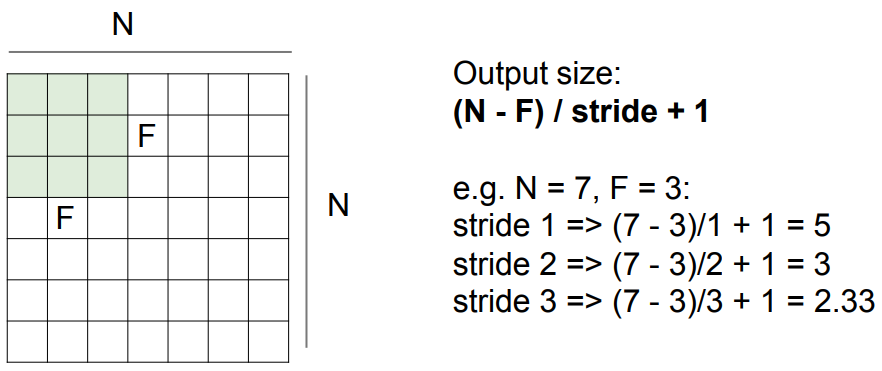 N
F
F
N
Output size:
(N - F) / stride + 1
e.g. N = 7, F = 3:
stride 1 => (7 - 3)/1 + 1 = 5
stride 2 => (7 - 3)/2 + 1 = 3
stride 3 => (7 - 3)/3 + 1 = 2.33